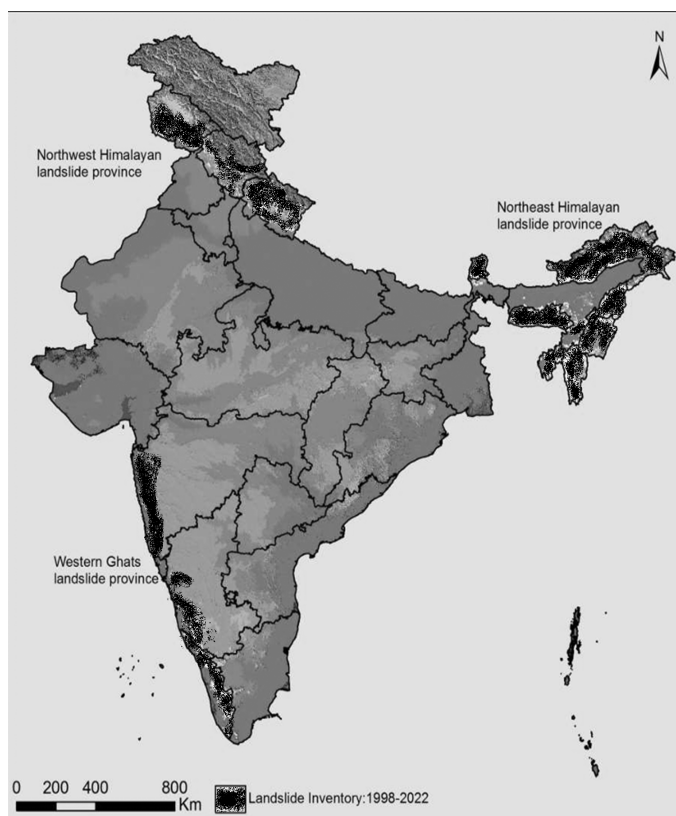 N
Northwest Himalayan
landslide province
Northeast Himalayan
landslide province
Western Ghats
landslide province
0 200 400 800
Km
Landslide Inventory:1998-2022